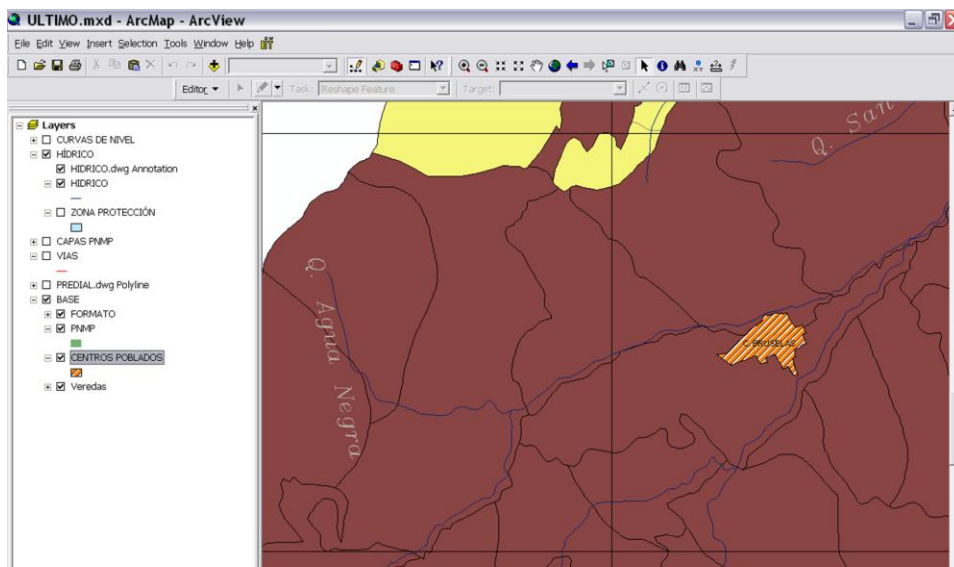 ULTIMO.mxd - ArcMap - ArcView
File Edit View Insert Selection Tools Window Help
Editor Task: Reshape Feature Target:
Layers
CURVAS DE NIVEL
HÍDRICO
HIDRICO.dwg Annotation
HIDRICO
ZONA PROTECCIÓN
CAPAS PNMP
VIAS
PREDIAL.dwg Polyline
BASE
FORMATO
PNMP
CENTROS POBLADOS
Veredas
Q. San
Q. Agua Negra
C. BRUSELAS